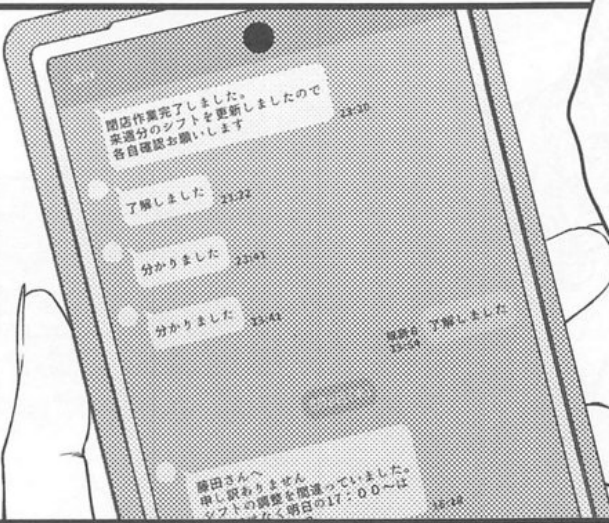 閉店作業完了しました。
来週分のシフトを更新しましたので
各自確認お願いします
23:20
了解しました
23:22
分かりました
23:41
分かりました
23:41
既読6
23:54
了解しました
藤田さんへ
申し訳ありません
シフトの調整を間違っていました。
なく明日の17：00～は